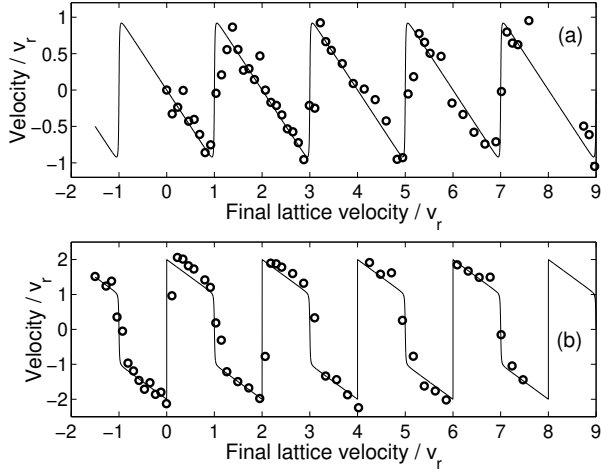 1
0.5
0
−0.5
−1
Velocity / v_r
(a)
−2 −1 0 1 2 3 4 5 6 7 8 9
Final lattice velocity / v_r
2
1
0
−1
−2
Velocity / v_r
(b)
−2 −1 0 1 2 3 4 5 6 7 8 9
Final lattice velocity / v_r